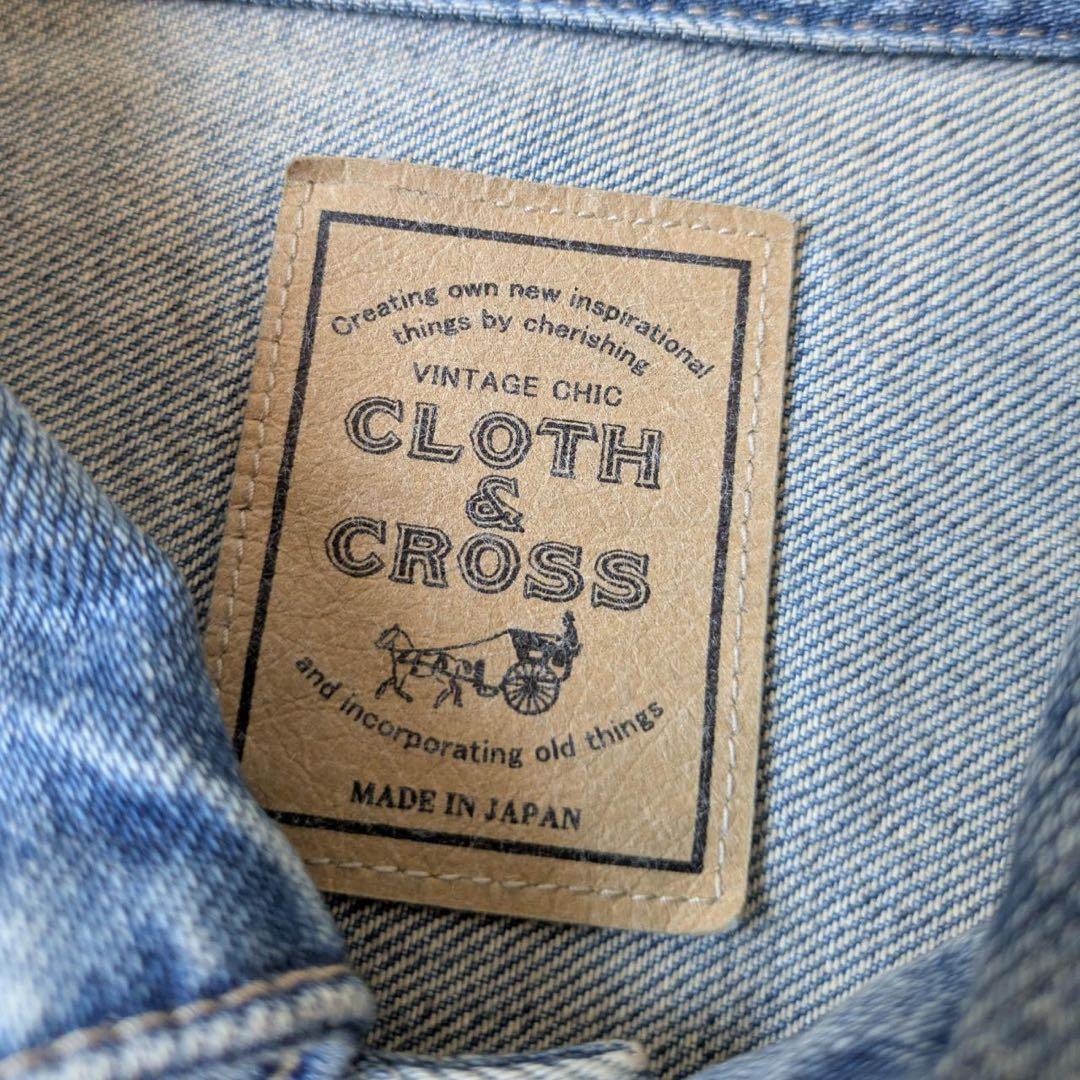 Creating own new inspirational
things by cherishing
VINTAGE CHIC
CLOTH
&
CROSS
and incorporating old things
MADE IN JAPAN